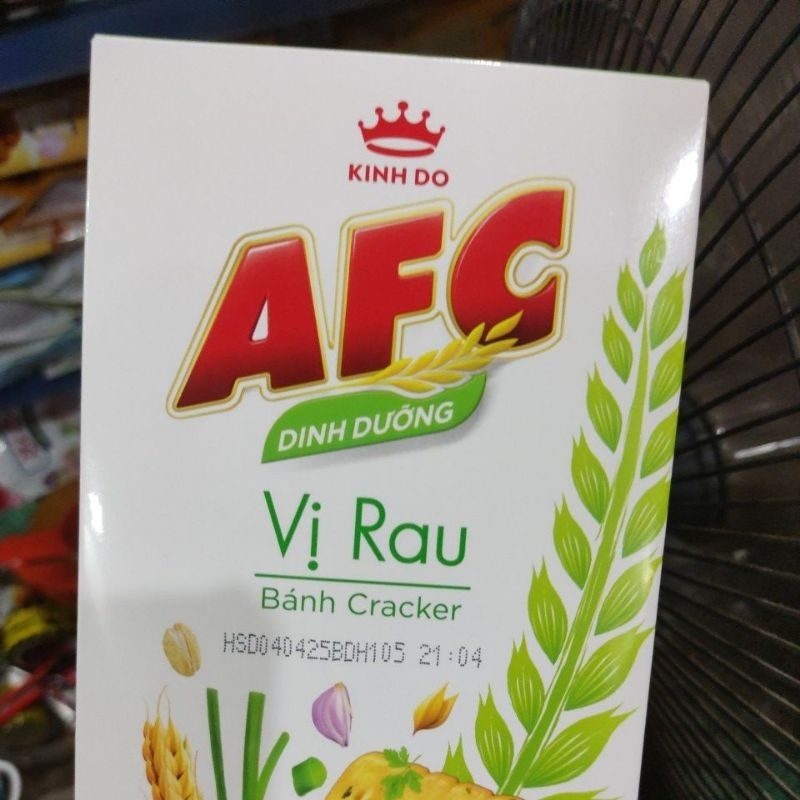 KINH DO
AFC
DINH DƯỠNG
Vị Rau
Bánh Cracker
HSD040425BDH105 21:04